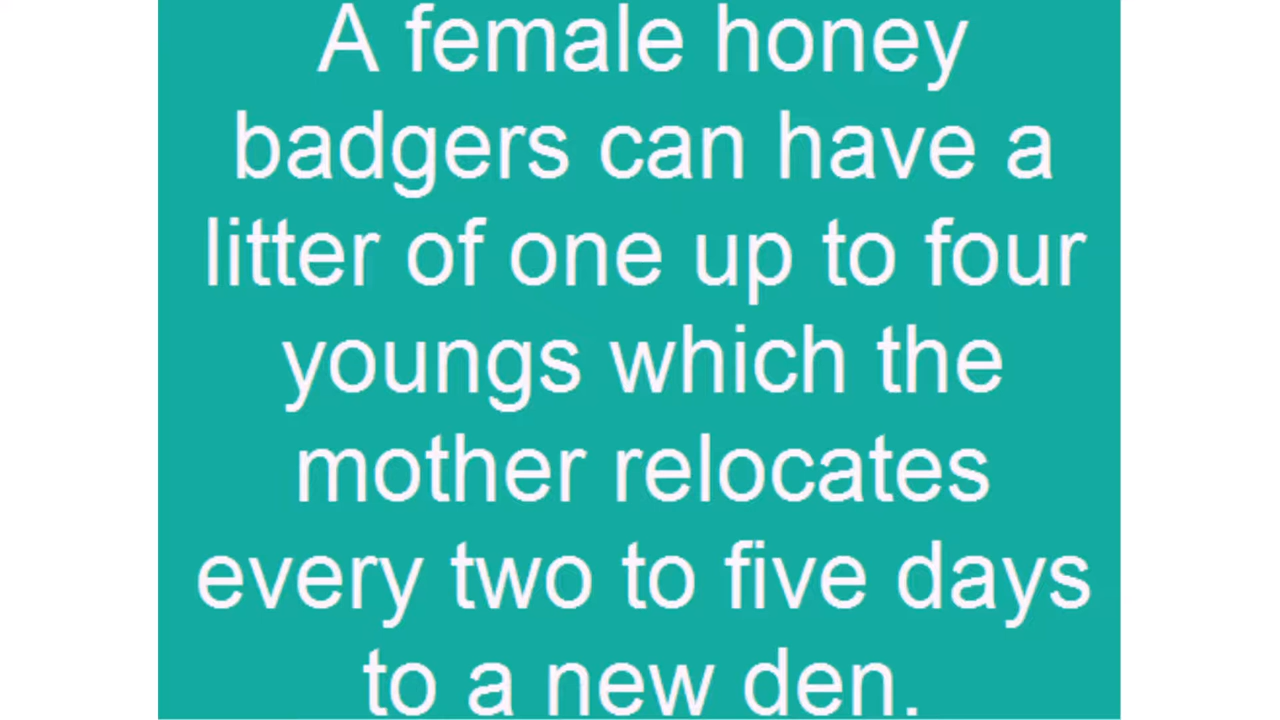 A female honey
badgers can have a
litter of one up to four
youngs which the
mother relocates
every two to five days
to a new den.